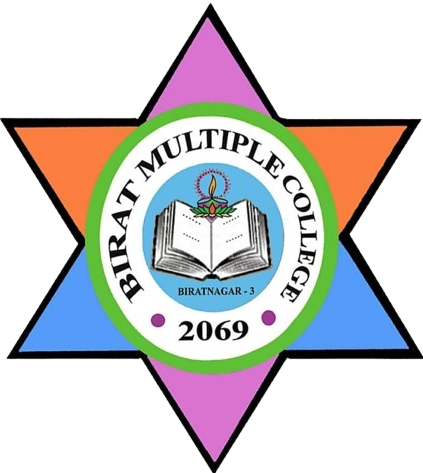 BIRAT MULTIPLE COLLEGE
BIRATNAGAR - 3
2069